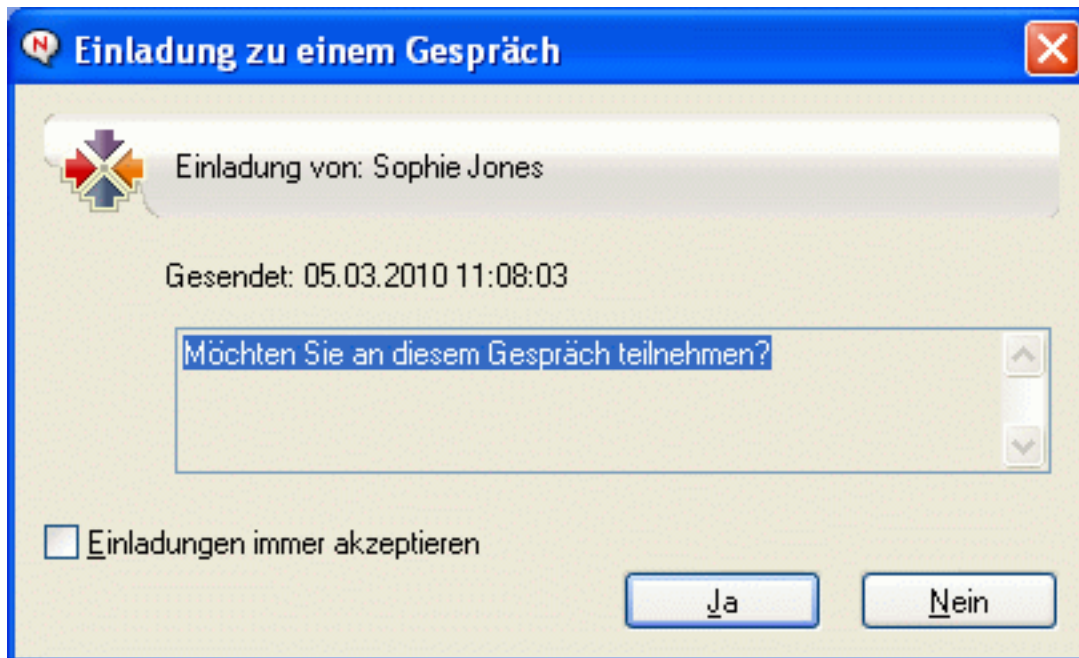 N Einladung zu einem Gespräch
Einladung von: Sophie Jones
Gesendet: 05.03.2010 11:08:03
Möchten Sie an diesem Gespräch teilnehmen?
Einladungen immer akzeptieren
Ja Nein